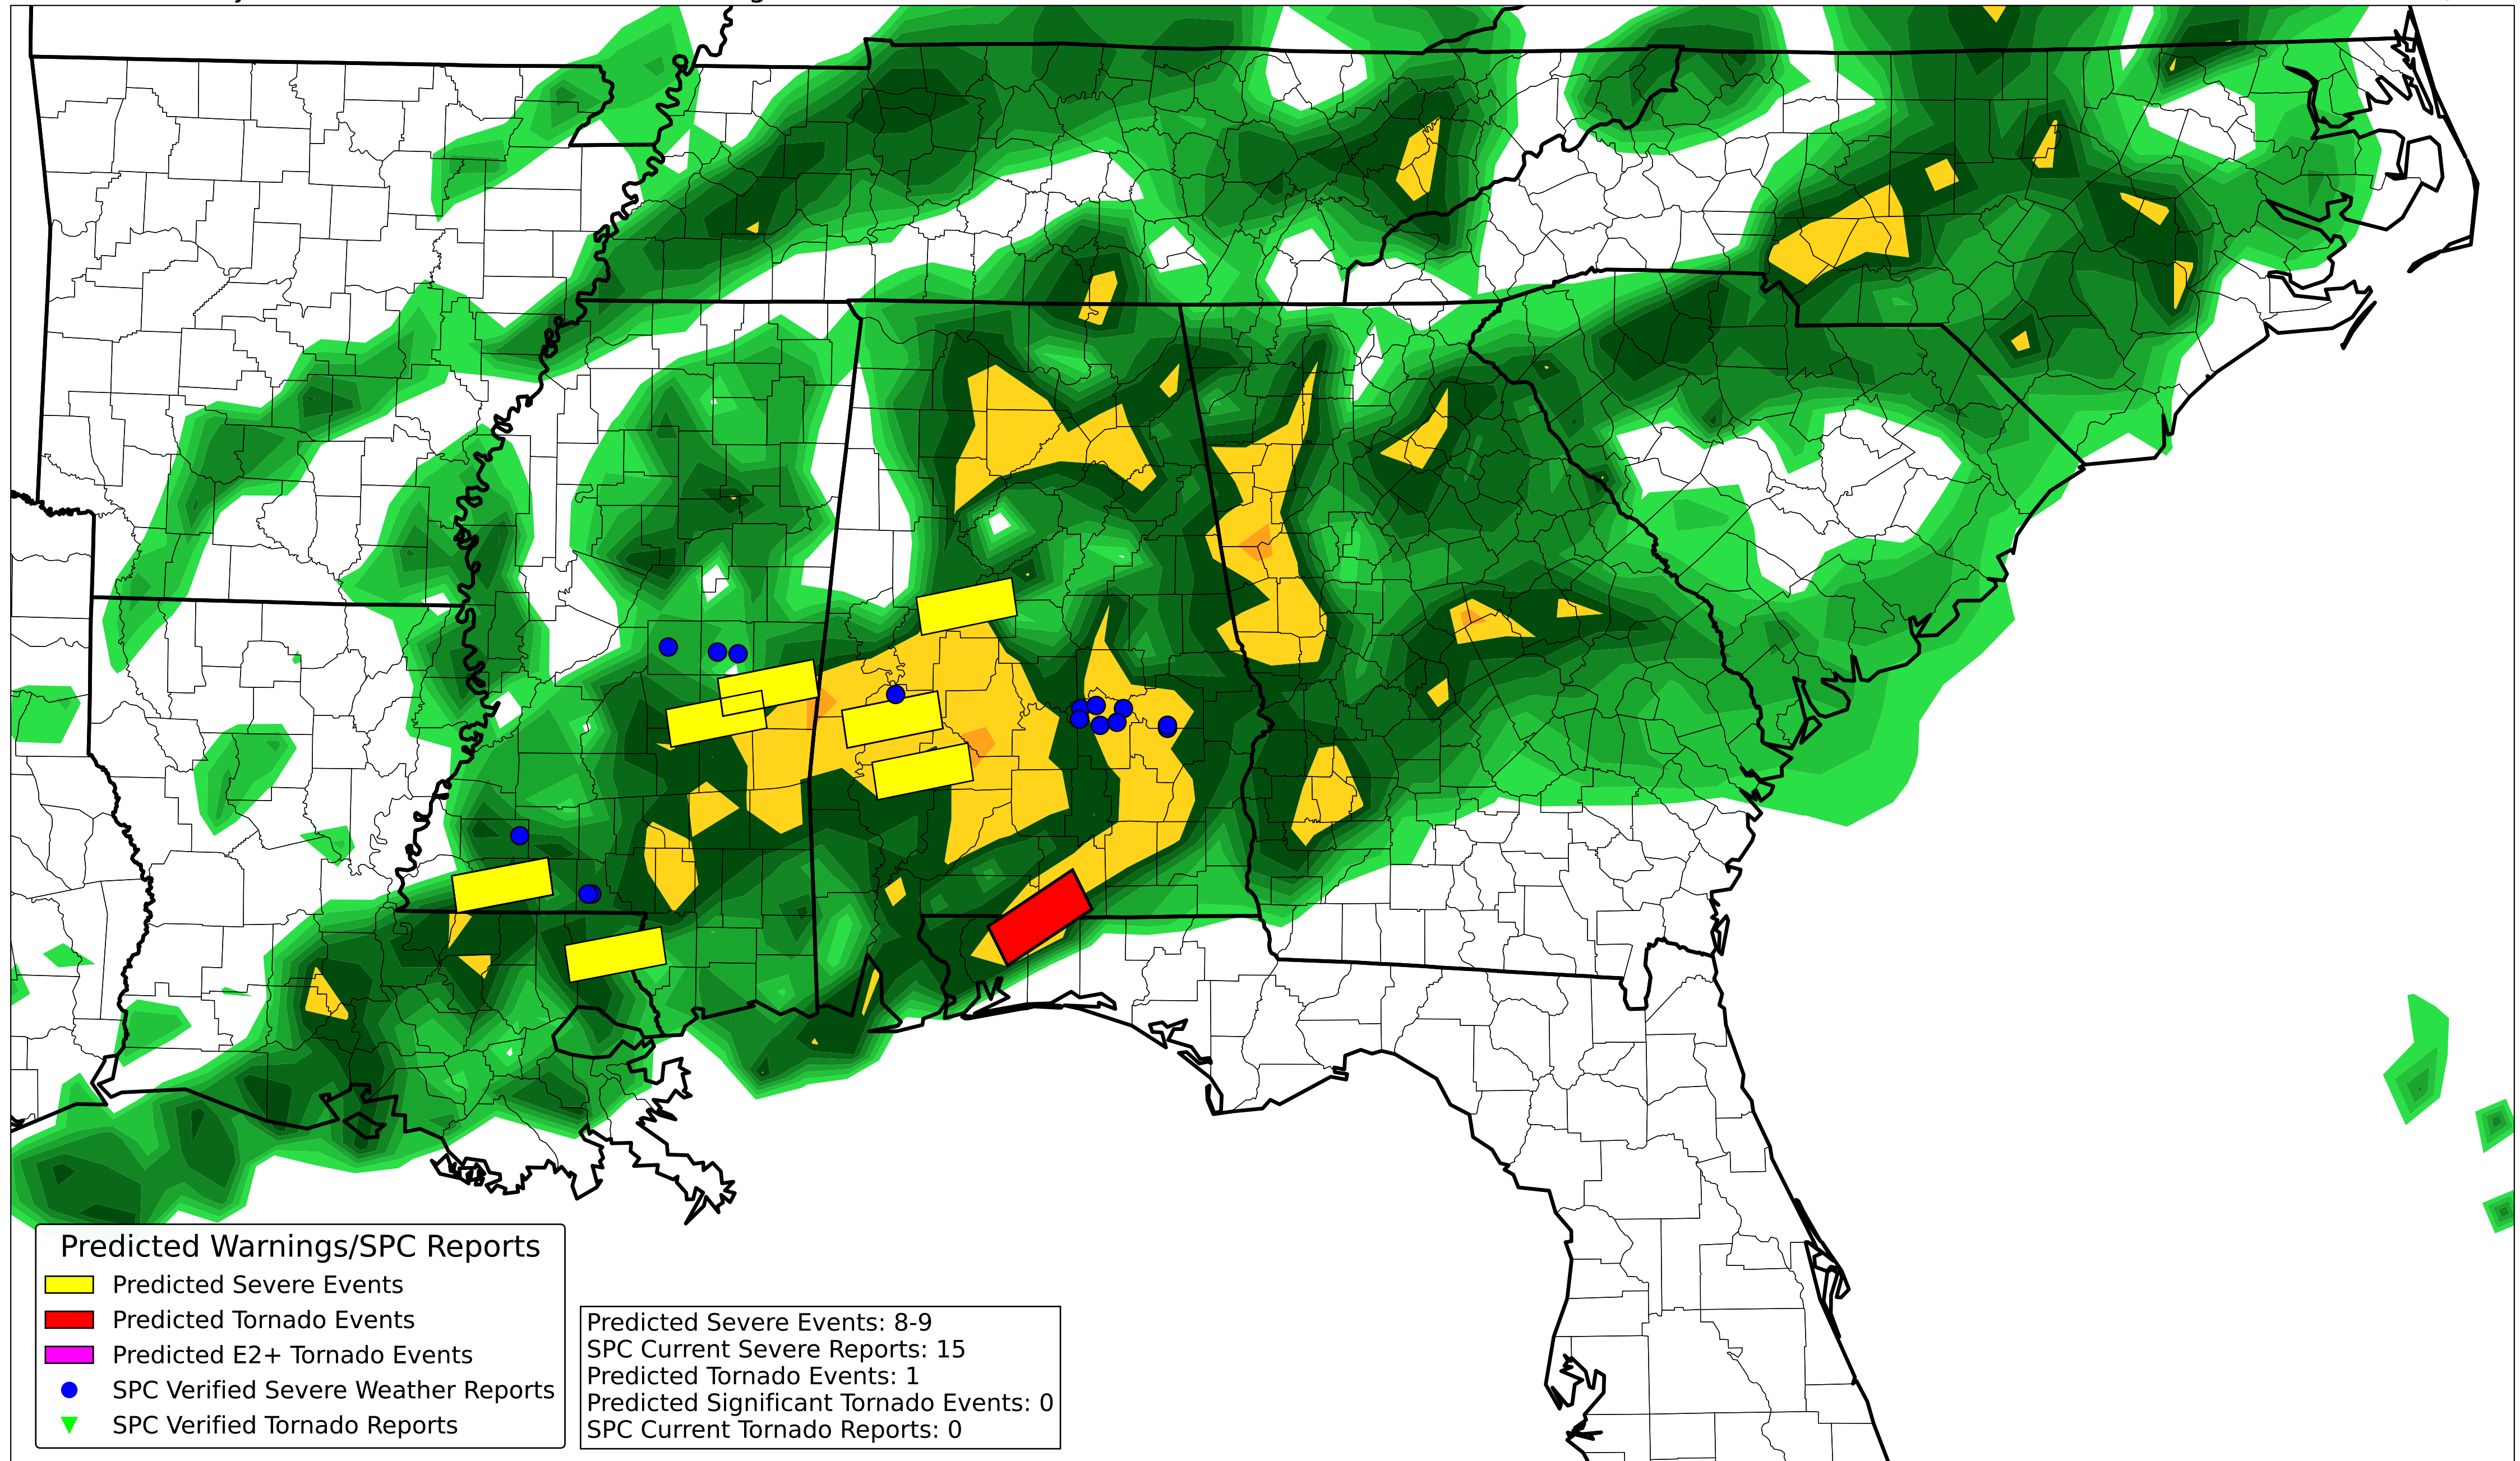 Predicted Warnings/SPC Reports
Predicted Severe Events
Predicted Tornado Events
Predicted E2+ Tornado Events
SPC Verified Severe Weather Reports
SPC Verified Tornado Reports
Predicted Severe Events: 8-9
SPC Current Severe Reports: 15
Predicted Tornado Events: 1
Predicted Significant Tornado Events: 0
SPC Current Tornado Reports: 0